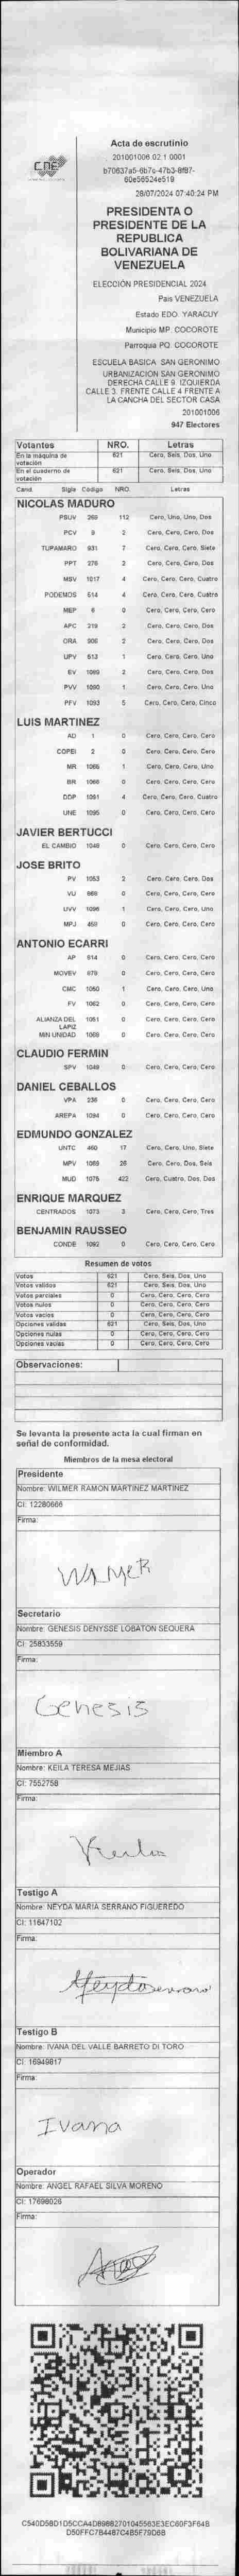 CNE
Acta de escrutinio
201001006.02.1.0001
b70637a5-6b7c-47b3-8f87-
60e56524e519
28/07/2024 07:40:24 PM
PRESIDENTA O
PRESIDENTE DE LA
REPUBLICA
BOLIVARIANA DE
VENEZUELA
ELECCIÓN PRESIDENCIAL 2024
Pais VENEZUELA
Estado EDO. YARACUY
Municipio MP. COCOROTE
Parroquia PQ. COCOROTE
ESCUELA BASICA SAN GERONIMO
URBANIZACIÓN SAN GERONIMO
DERECHA CALLE 9. IZQUIERDA
CALLE 3. FRENTE CALLE 4 FRENTE A
LA CANCHA DEL SECTOR CASA
201001006
947 Electores
Votantes NRO. Letras
En la máquina de votación 621 Cero, Seis, Dos, Uno
En el cuaderno de votación 621 Cero, Seis, Dos, Uno
Cand. Sigla Código NRO. Letras
NICOLAS MADURO
PSUV 269 112 Cero, Uno, Uno, Dos
PCV 9 2 Cero, Cero, Cero, Dos
TUPAMARO 931 7 Cero, Cero, Cero, Siete
PPT 276 2 Cero, Cero, Cero, Dos
MSV 1017 4 Cero, Cero, Cero, Cuatro
PODEMOS 514 4 Cero, Cero, Cero, Cuatro
MEP 6 0 Cero, Cero, Cero, Cero
APC 219 2 Cero, Cero, Cero, Dos
ORA 906 2 Cero, Cero, Cero, Dos
UPV 513 1 Cero, Cero, Cero, Uno
EV 1089 2 Cero, Cero, Cero, Dos
PVV 1090 1 Cero, Cero, Cero, Uno
PFV 1093 5 Cero, Cero, Cero, Cinco
LUIS MARTINEZ
AD 1 0 Cero, Cero, Cero, Cero
COPEI 2 0 Cero, Cero, Cero, Cero
MR 1065 1 Cero, Cero, Cero, Uno
BR 1066 0 Cero, Cero, Cero, Cero
DDP 1091 4 Cero, Cero, Cero, Cuatro
UNE 1095 0 Cero, Cero, Cero, Cero
JAVIER BERTUCCI
EL CAMBIO 1048 0 Cero, Cero, Cero, Cero
JOSE BRITO
PV 1053 2 Cero, Cero, Cero, Dos
VU 869 0 Cero, Cero, Cero, Cero
UVV 1096 1 Cero, Cero, Cero, Uno
MPJ 459 0 Cero, Cero, Cero, Cero
ANTONIO ECARRI
AP 614 0 Cero, Cero, Cero, Cero
MOVEV 679 0 Cero, Cero, Cero, Cero
CMC 1050 1 Cero, Cero, Cero, Uno
FV 1062 0 Cero, Cero, Cero, Cero
ALIANZA DEL LAPIZ 1051 0 Cero, Cero, Cero, Cero
MIN UNIDAD 1069 0 Cero, Cero, Cero, Cero
CLAUDIO FERMIN
SPV 1049 0 Cero, Cero, Cero, Cero
DANIEL CEBALLOS
VPA 236 0 Cero, Cero, Cero, Cero
AREPA 1094 0 Cero, Cero, Cero, Cero
EDMUNDO GONZALEZ
UNTC 460 17 Cero, Cero, Uno, Siete
MPV 1069 26 Cero, Cero, Dos, Seis
MUD 1076 422 Cero, Cuatro, Dos, Dos
ENRIQUE MARQUEZ
CENTRADOS 1073 3 Cero, Cero, Cero, Tres
BENJAMIN RAUSSEO
CONDE 1092 0 Cero, Cero, Cero, Cero
Resumen de votos
Votos 621 Cero, Seis, Dos, Uno
Votos validos 621 Cero, Seis, Dos, Uno
Votos parciales 0 Cero, Cero, Cero, Cero
Votos nulos 0 Cero, Cero, Cero, Cero
Votos vacios 0 Cero, Cero, Cero, Cero
Opciones validas 621 Cero, Seis, Dos, Uno
Opciones nulas 0 Cero, Cero, Cero, Cero
Opciones vacias 0 Cero, Cero, Cero, Cero
Observaciones:
Se levanta la presente acta la cual firman en
señal de conformidad.
Miembros de la mesa electoral
Presidente
Nombre: WILMER RAMON MARTINEZ MARTINEZ
CI: 12280666
Firma:
WILMER
Secretario
Nombre: GENESIS DENYSSE LOBATON SEQUERA
CI: 25833559
Firma:
Genesis
Miembro A
Nombre: KEILA TERESA MEJIAS
CI: 7552758
Firma:
Keila
Testigo A
Nombre: NEYDA MARIA SERRANO FIGUEREDO
CI: 11647102
Firma:
Testigo B
Nombre: IVANA DEL VALLE BARRETO DI TORO
CI: 16949817
Firma:
Ivana
Operador
Nombre: ANGEL RAFAEL SILVA MORENO
CI: 17698026
Firma:
C540D58D1D5CCA4D89882701045563E3EC60F3F64B
D50FFC7B4487C4B5F79D6B